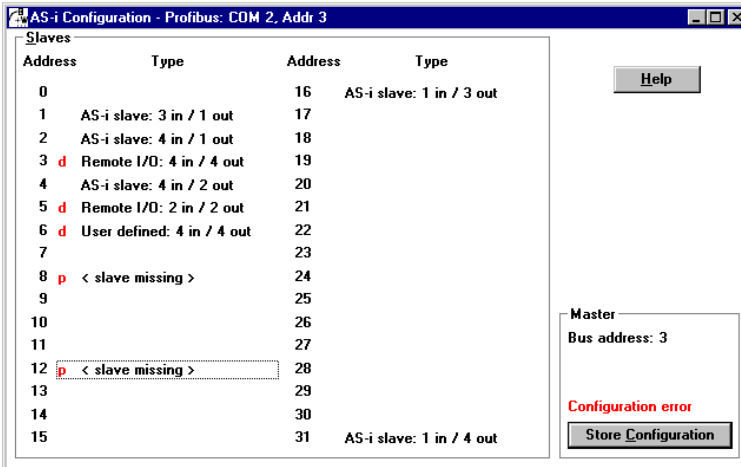 AS-i Configuration - Profibus: COM 2, Addr 3
Slaves
Address Type Address Type
0 16 AS-i slave: 1 in / 3 out
1 AS-i slave: 3 in / 1 out 17
2 AS-i slave: 4 in / 1 out 18
3 d Remote I/O: 4 in / 4 out 19
4 AS-i slave: 4 in / 2 out 20
5 d Remote I/O: 2 in / 2 out 21
6 d User defined: 4 in / 4 out 22
7 23
8 p < slave missing > 24
9 25
10 26
11 27
12 p < slave missing > 28
13 29
14 30
15 31 AS-i slave: 1 in / 4 out
Help
Master
Bus address: 3
Configuration error
Store Configuration